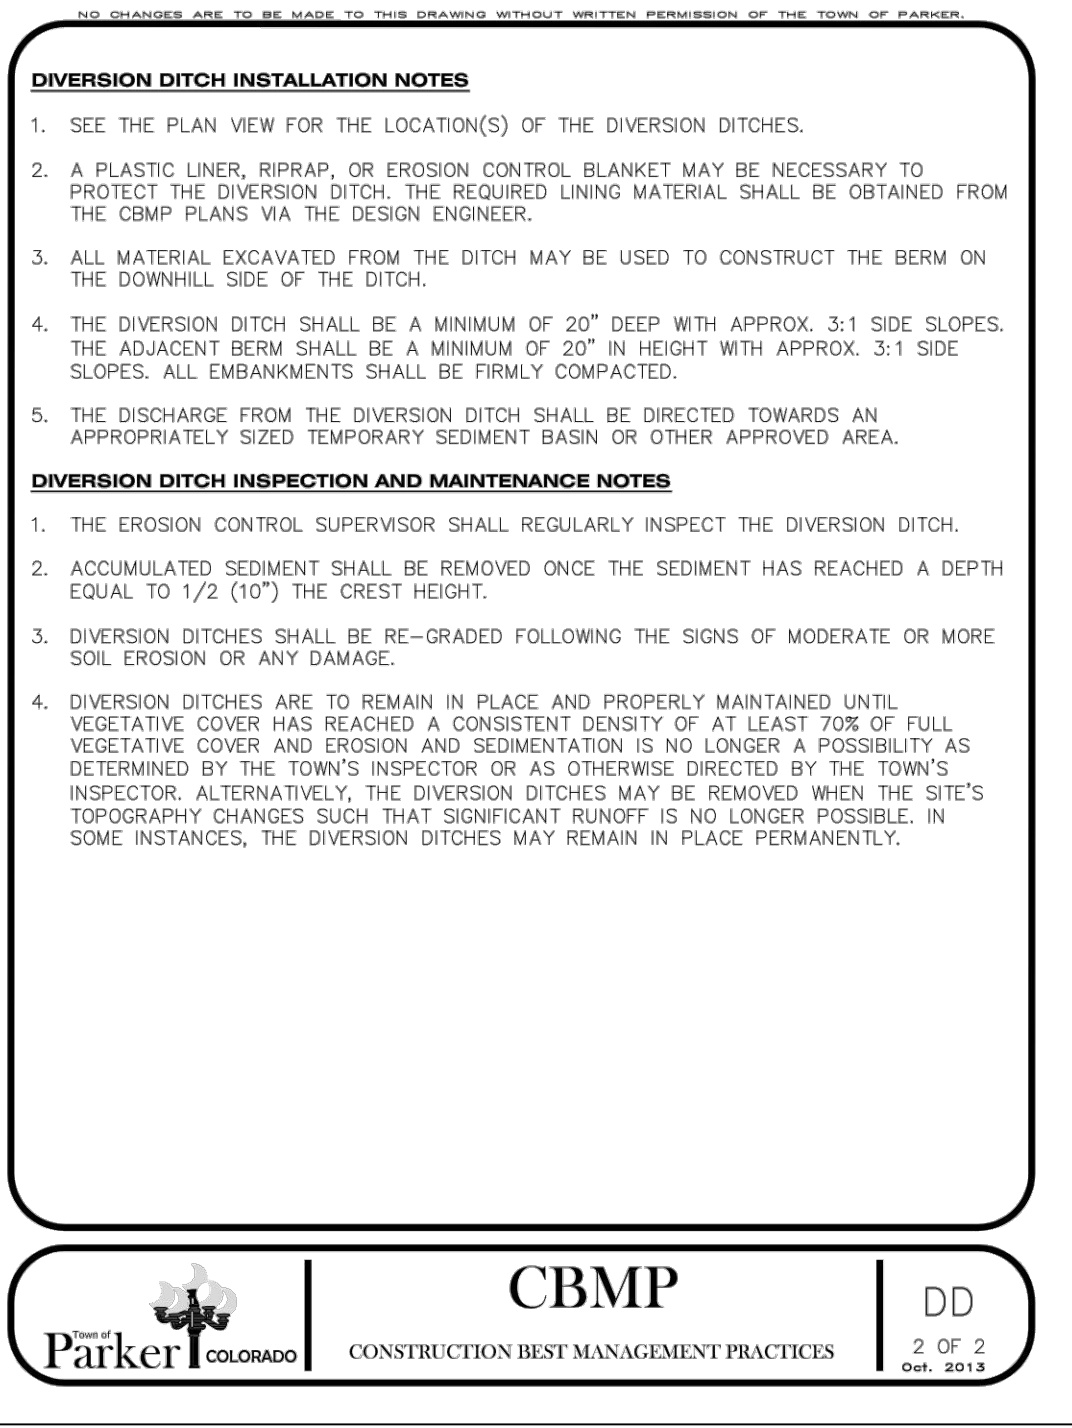 NO CHANGES ARE TO BE MADE TO THIS DRAWING WITHOUT WRITTEN PERMISSION OF THE TOWN OF PARKER.
DIVERSION DITCH INSTALLATION NOTES
1. SEE THE PLAN VIEW FOR THE LOCATION(S) OF THE DIVERSION DITCHES.
2. A PLASTIC LINER, RIPRAP, OR EROSION CONTROL BLANKET MAY BE NECESSARY TO
PROTECT THE DIVERSION DITCH. THE REQUIRED LINING MATERIAL SHALL BE OBTAINED FROM
THE CBMP PLANS VIA THE DESIGN ENGINEER.
3. ALL MATERIAL EXCAVATED FROM THE DITCH MAY BE USED TO CONSTRUCT THE BERM ON
THE DOWNHILL SIDE OF THE DITCH.
4. THE DIVERSION DITCH SHALL BE A MINIMUM OF 20” DEEP WITH APPROX. 3:1 SIDE SLOPES.
THE ADJACENT BERM SHALL BE A MINIMUM OF 20” IN HEIGHT WITH APPROX. 3:1 SIDE
SLOPES. ALL EMBANKMENTS SHALL BE FIRMLY COMPACTED.
5. THE DISCHARGE FROM THE DIVERSION DITCH SHALL BE DIRECTED TOWARDS AN
APPROPRIATELY SIZED TEMPORARY SEDIMENT BASIN OR OTHER APPROVED AREA.
DIVERSION DITCH INSPECTION AND MAINTENANCE NOTES
1. THE EROSION CONTROL SUPERVISOR SHALL REGULARLY INSPECT THE DIVERSION DITCH.
2. ACCUMULATED SEDIMENT SHALL BE REMOVED ONCE THE SEDIMENT HAS REACHED A DEPTH
EQUAL TO 1/2 (10”) THE CREST HEIGHT.
3. DIVERSION DITCHES SHALL BE RE-GRADED FOLLOWING THE SIGNS OF MODERATE OR MORE
SOIL EROSION OR ANY DAMAGE.
4. DIVERSION DITCHES ARE TO REMAIN IN PLACE AND PROPERLY MAINTAINED UNTIL
VEGETATIVE COVER HAS REACHED A CONSISTENT DENSITY OF AT LEAST 70% OF FULL
VEGETATIVE COVER AND EROSION AND SEDIMENTATION IS NO LONGER A POSSIBILITY AS
DETERMINED BY THE TOWN'S INSPECTOR OR AS OTHERWISE DIRECTED BY THE TOWN'S
INSPECTOR. ALTERNATIVELY, THE DIVERSION DITCHES MAY BE REMOVED WHEN THE SITE'S
TOPOGRAPHY CHANGES SUCH THAT SIGNIFICANT RUNOFF IS NO LONGER POSSIBLE. IN
SOME INSTANCES, THE DIVERSION DITCHES MAY REMAIN IN PLACE PERMANENTLY.
Town of
Parker COLORADO
CBMP
CONSTRUCTION BEST MANAGEMENT PRACTICES
DD
2 OF 2
Oct. 2013